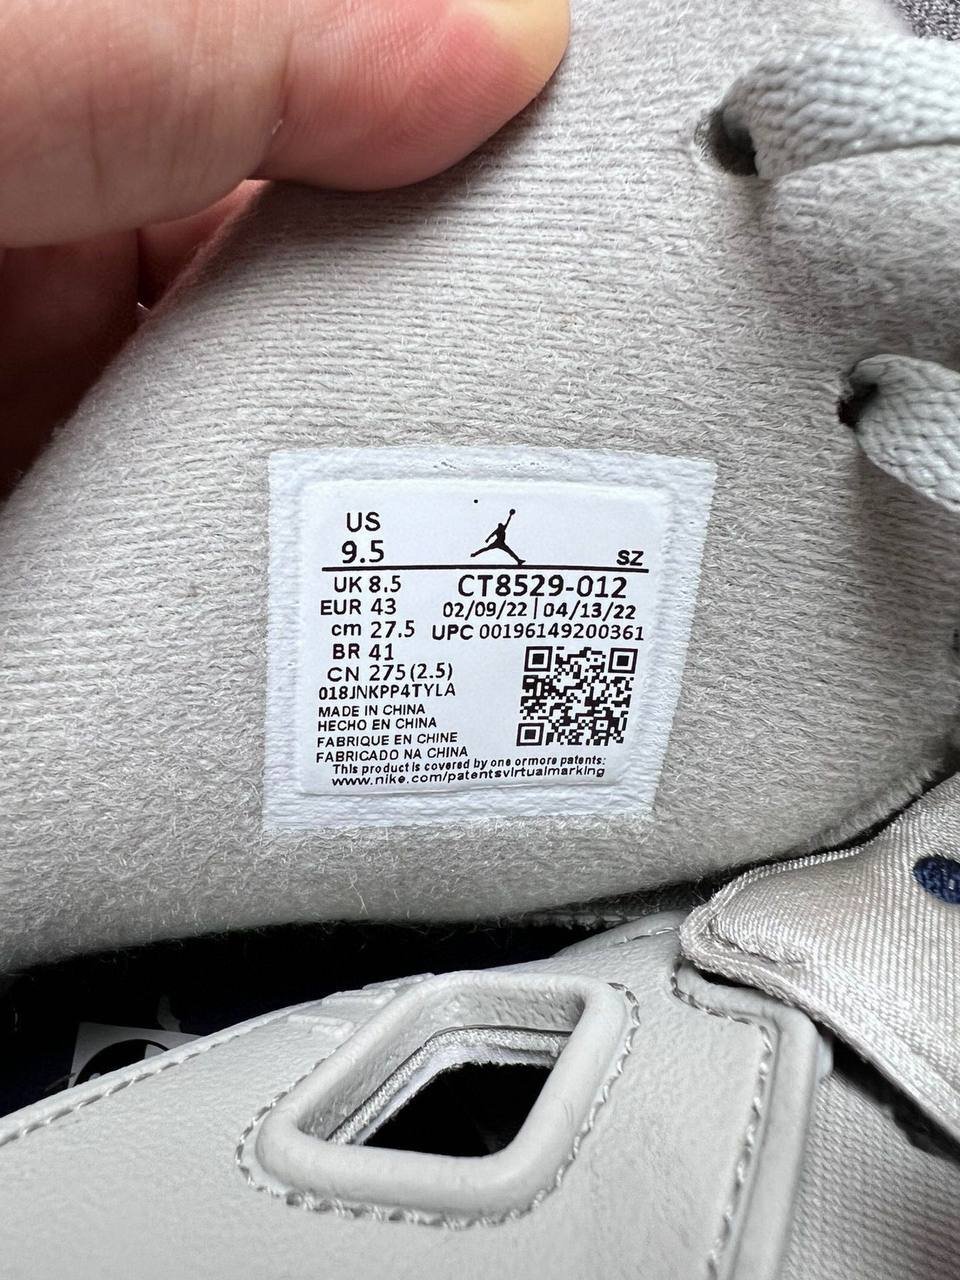 US
9.5
SZ
UK 8.5
CT8529-012
EUR 43
02/09/22 | 04/13/22
cm 27.5
UPC 00196149200361
BR 41
CN 275 (2.5)
018JNKPP4TYLA
MADE IN CHINA
HECHO EN CHINA
FABRIQUE EN CHINE
FABRICADO NA CHINA
This product is covered by one or more patents:
www.nike.com/patentsvirtualmarking